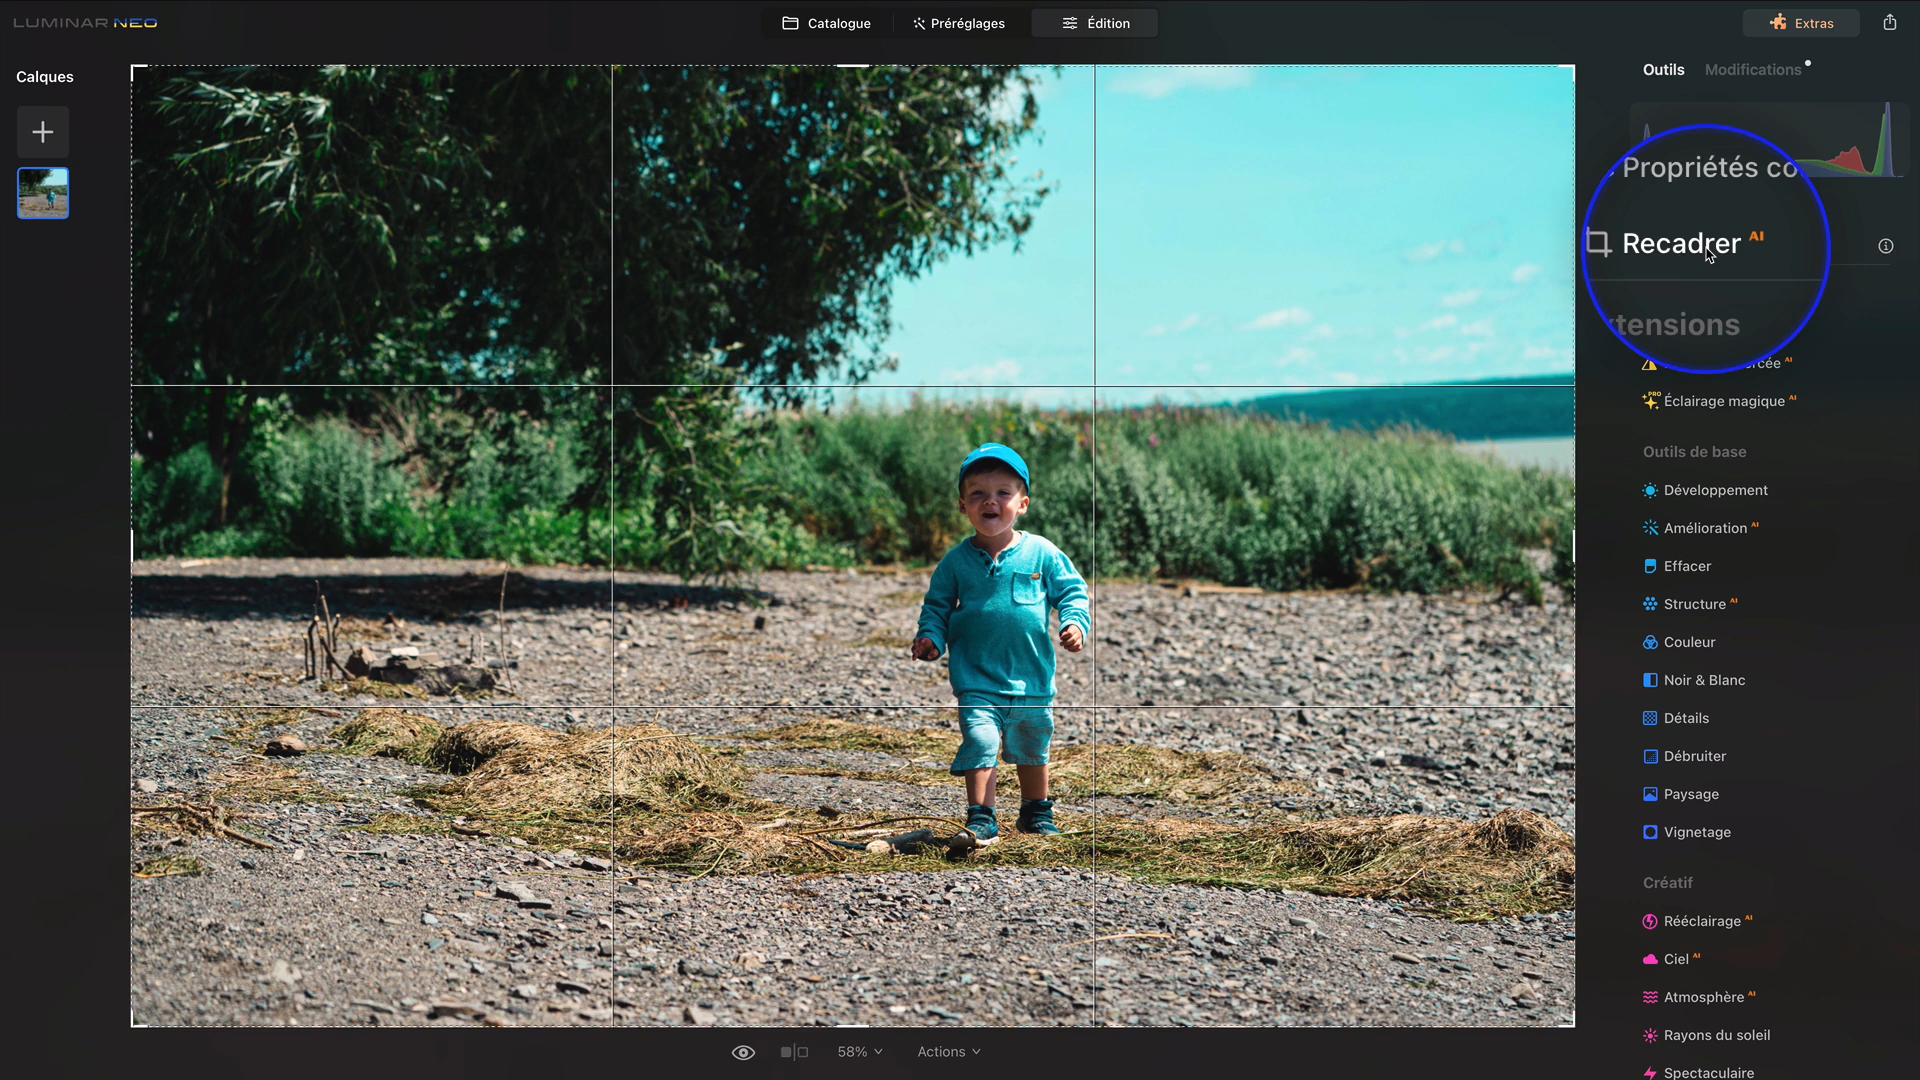 LUMINAR NEO
Catalogue
Préréglages
Édition
Extras
Calques
Outils
Modifications
Propriétés co
Recadrer AI
tensions
AI
PRO Éclairage magique AI
Outils de base
Développement
Amélioration AI
Effacer
Structure AI
Couleur
Noir & Blanc
Détails
Débruiter
Paysage
Vignetage
Créatif
Rééclairage AI
Ciel AI
Atmosphère AI
Rayons du soleil
Spectaculaire
58%
Actions